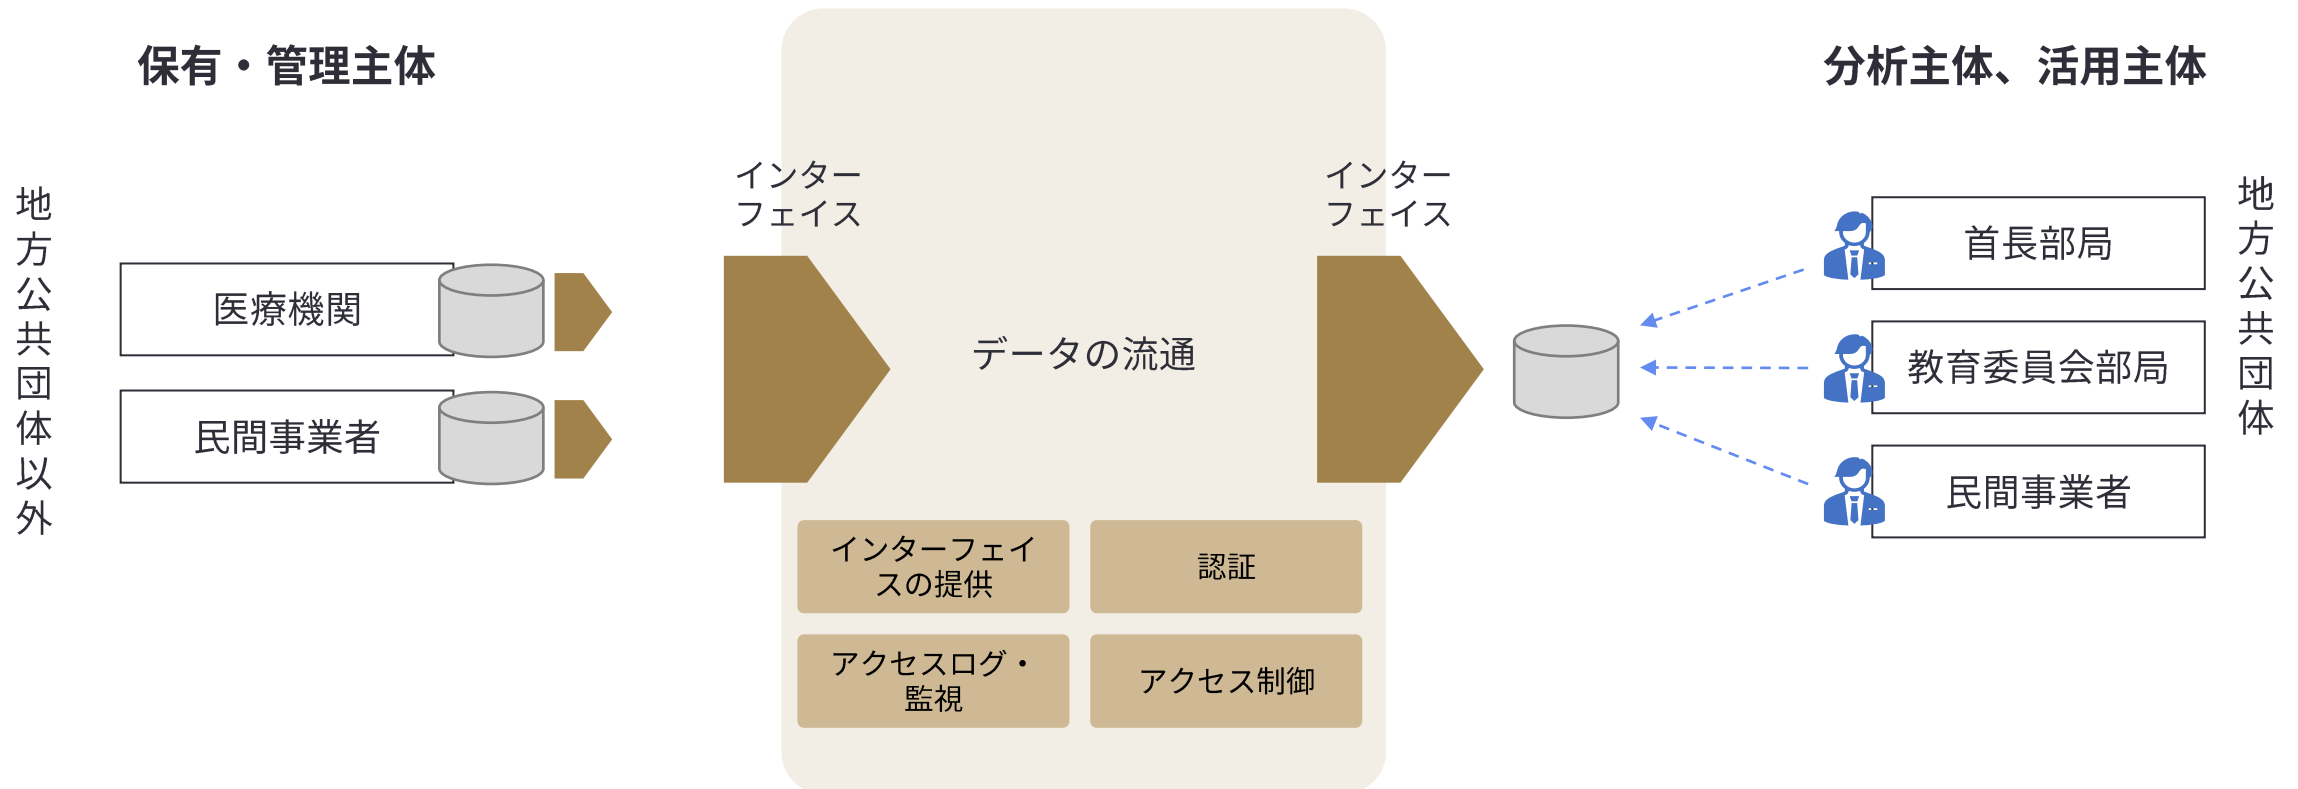 保有・管理主体
分析主体、活用主体
地方公共団体以外
医療機関
民間事業者
インター
フェイス
データの流通
インター
フェイス
インターフェイ
スの提供
認証
アクセスログ・
監視
アクセス制御
首長部局
教育委員会部局
民間事業者
地方公共団体